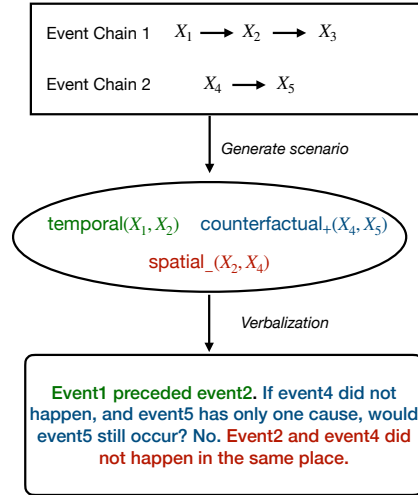 Event Chain 1 X₁ → X₂ → X₃
Event Chain 2 X₄ → X₅
Generate scenario
temporal(X₁, X₂) counterfactual₊(X₄, X₅)
spatial₋(X₂, X₄)
Verbalization
Event1 preceded event2. If event4 did not
happen, and event5 has only one cause, would
event5 still occur? No. Event2 and event4 did
not happen in the same place.